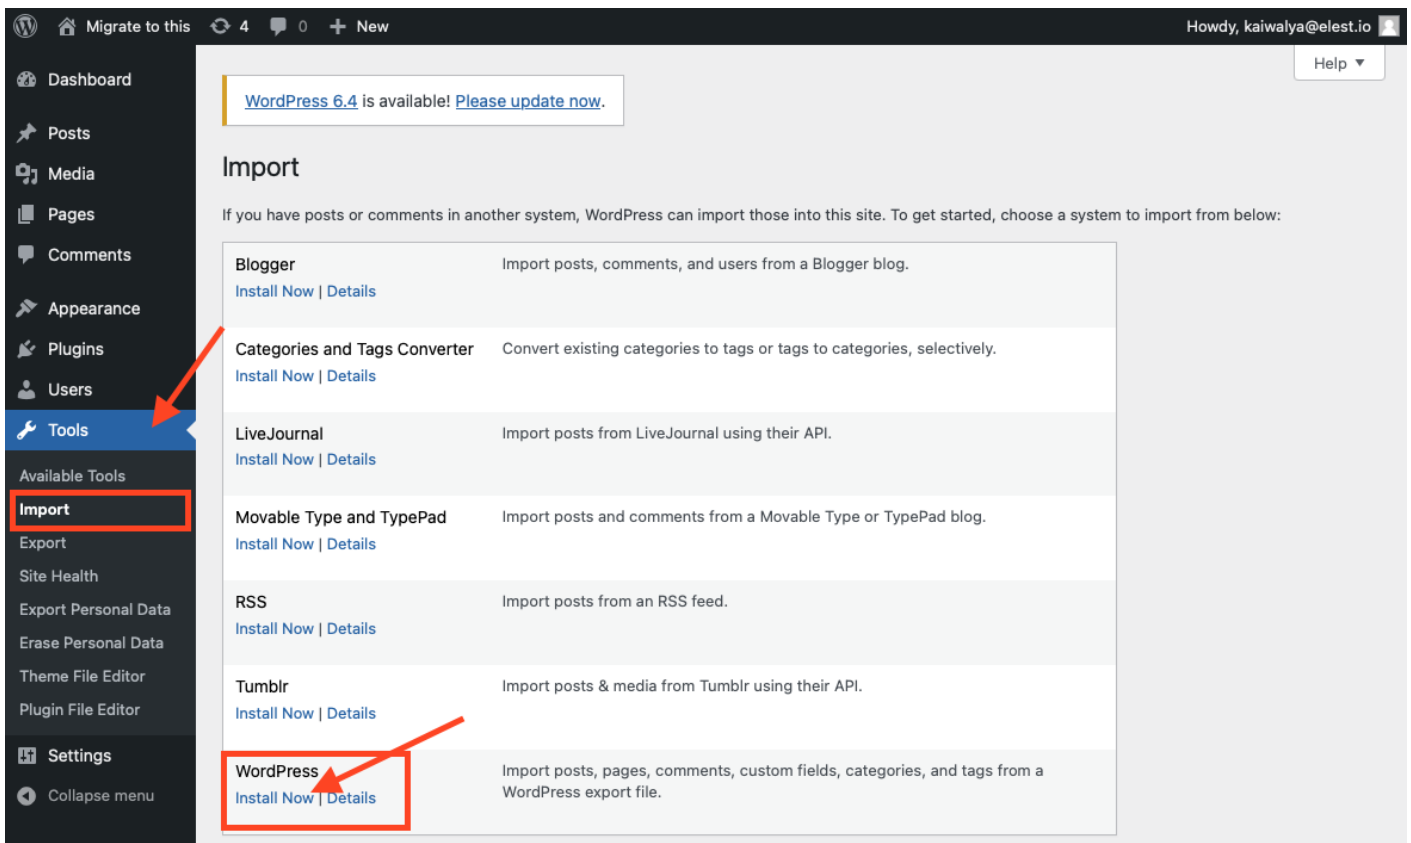 Migrate to this
4
0
New
Howdy, kaiwalya@elest.io
Help
Dashboard
Posts
Media
Pages
Comments
Appearance
Plugins
Users
Tools
Available Tools
Import
Export
Site Health
Export Personal Data
Erase Personal Data
Theme File Editor
Plugin File Editor
Settings
Collapse menu
WordPress 6.4 is available! Please update now.
Import
If you have posts or comments in another system, WordPress can import those into this site. To get started, choose a system to import from below:
Blogger
Install Now | Details
Import posts, comments, and users from a Blogger blog.
Categories and Tags Converter
Install Now | Details
Convert existing categories to tags or tags to categories, selectively.
LiveJournal
Install Now | Details
Import posts from LiveJournal using their API.
Movable Type and TypePad
Install Now | Details
Import posts and comments from a Movable Type or TypePad blog.
RSS
Install Now | Details
Import posts from an RSS feed.
Tumblr
Install Now | Details
Import posts & media from Tumblr using their API.
WordPress
Install Now | Details
Import posts, pages, comments, custom fields, categories, and tags from a
WordPress export file.